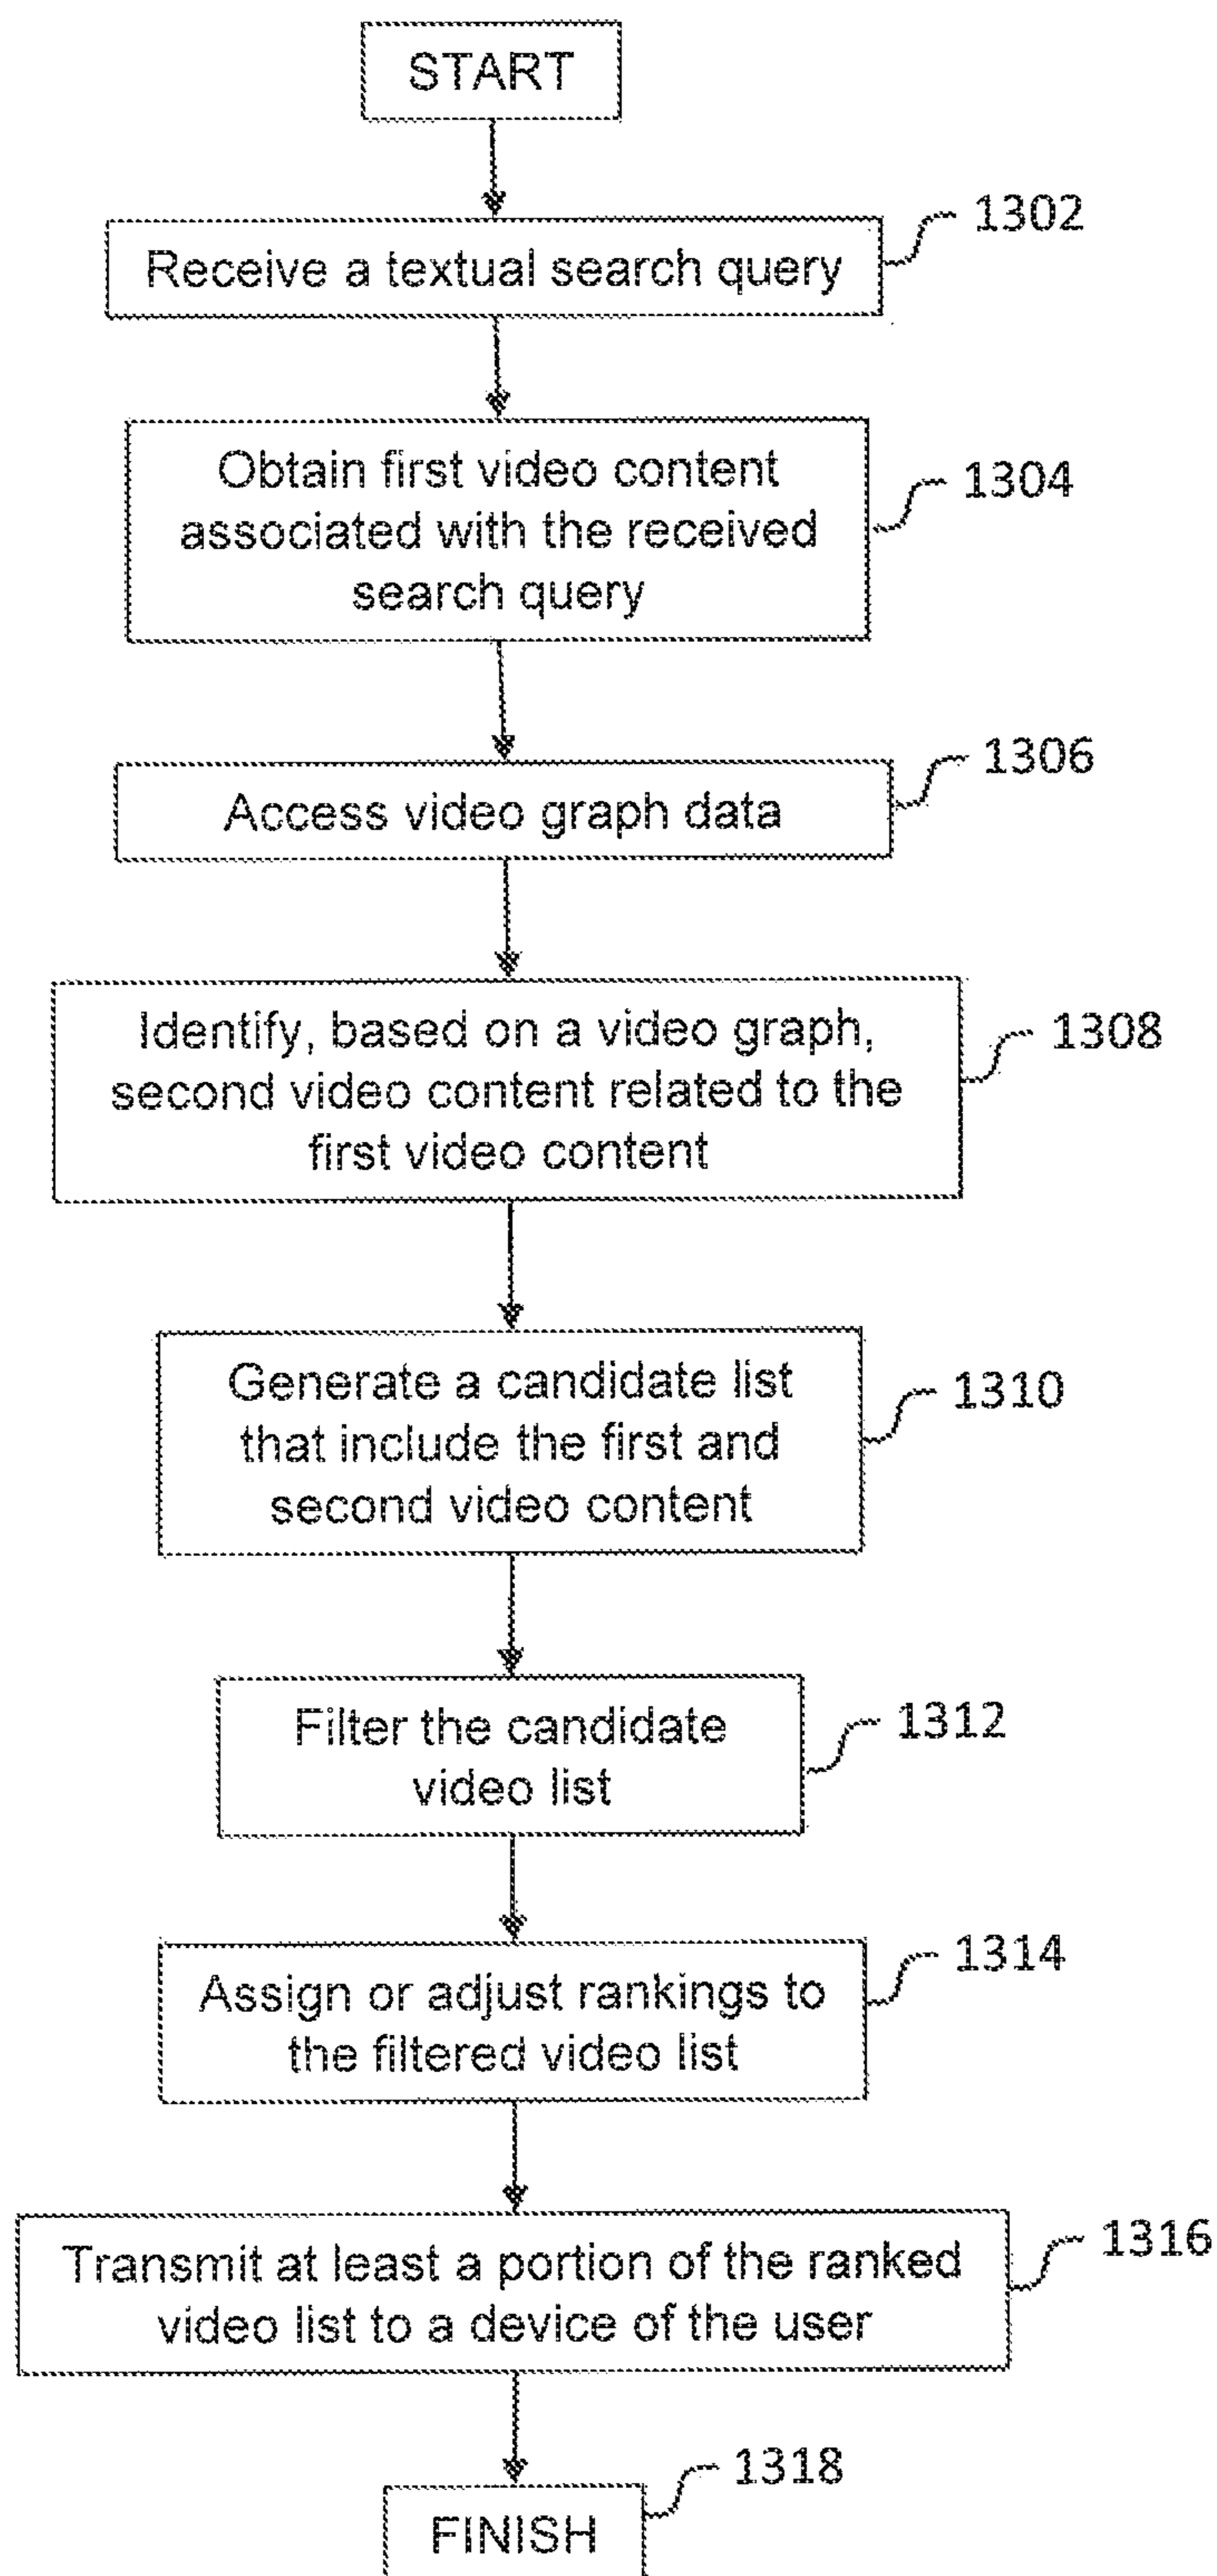 START
1302
Receive a textual search query
Obtain first video content
associated with the received
search query
1304
1306
Access video graph data
Identify, based on a video graph,
second video content related to the
first video content
1308
Generate a candidate list
that include the first and
second video content
1310
Filter the candidate
video list
1312
Assign or adjust rankings to
the filtered video list
1314
Transmit at least a portion of the ranked
video list to a device of the user
1316
1318
FINISH